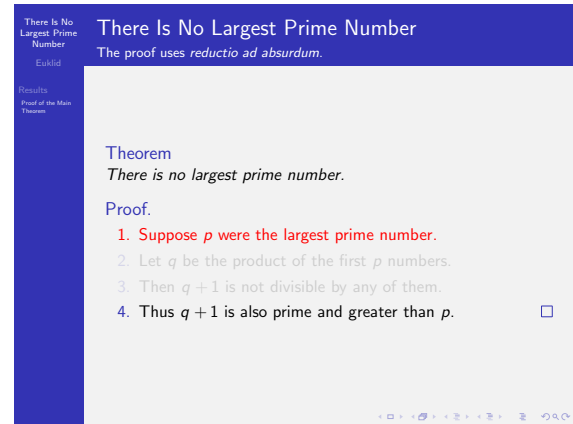 There Is No
Largest Prime
Number
Euklid
Results
Proof of the Main
Theorem
There Is No Largest Prime Number
The proof uses reductio ad absurdum.
Theorem
There is no largest prime number.
Proof.
1. Suppose p were the largest prime number.
2. Let q be the product of the first p numbers.
3. Then q + 1 is not divisible by any of them.
4. Thus q + 1 is also prime and greater than p.